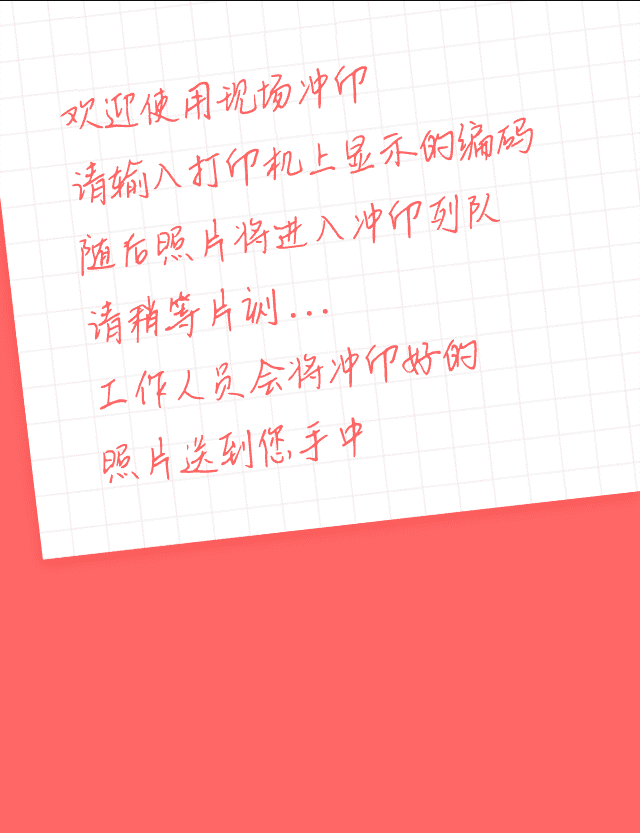 欢迎使用现场冲印
请输入打印机上显示的编码
随后照片将进入冲印列队
请稍等片刻...
工作人员会将冲印好的
照片送到您手中